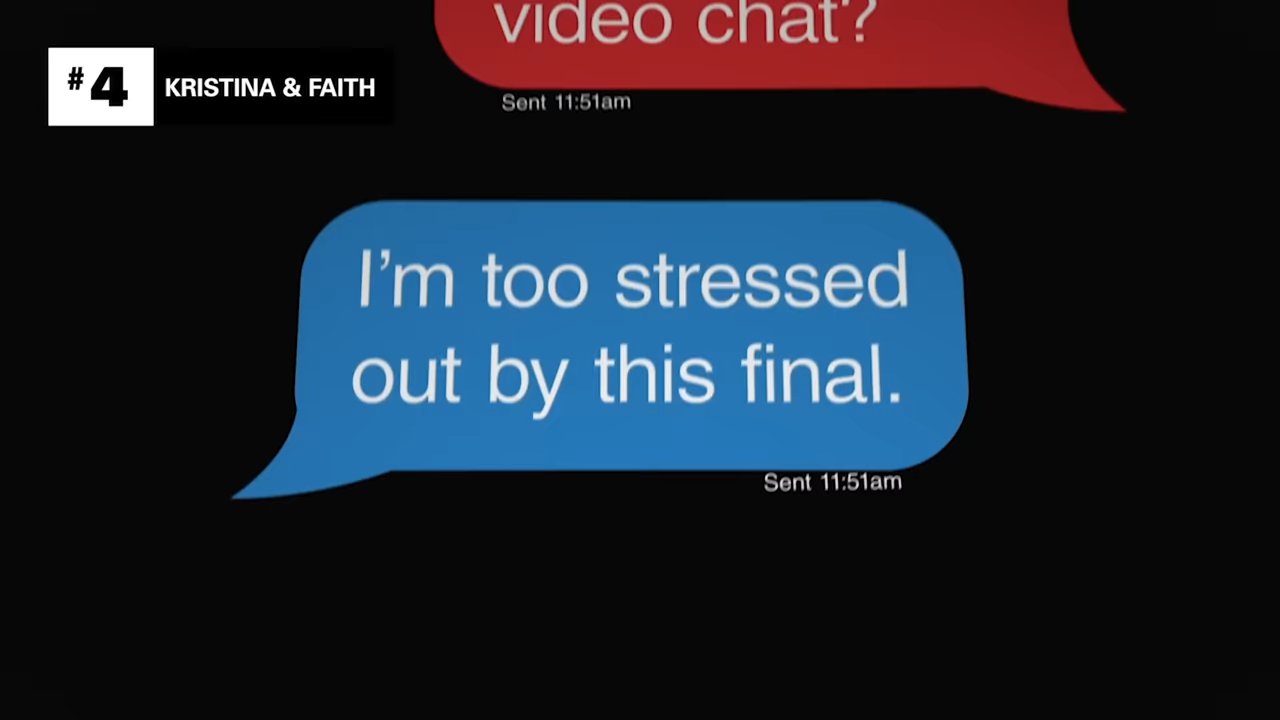 video chat?
#4 KRISTINA & FAITH
Sent 11:51am
I'm too stressed
out by this final.
Sent 11:51am